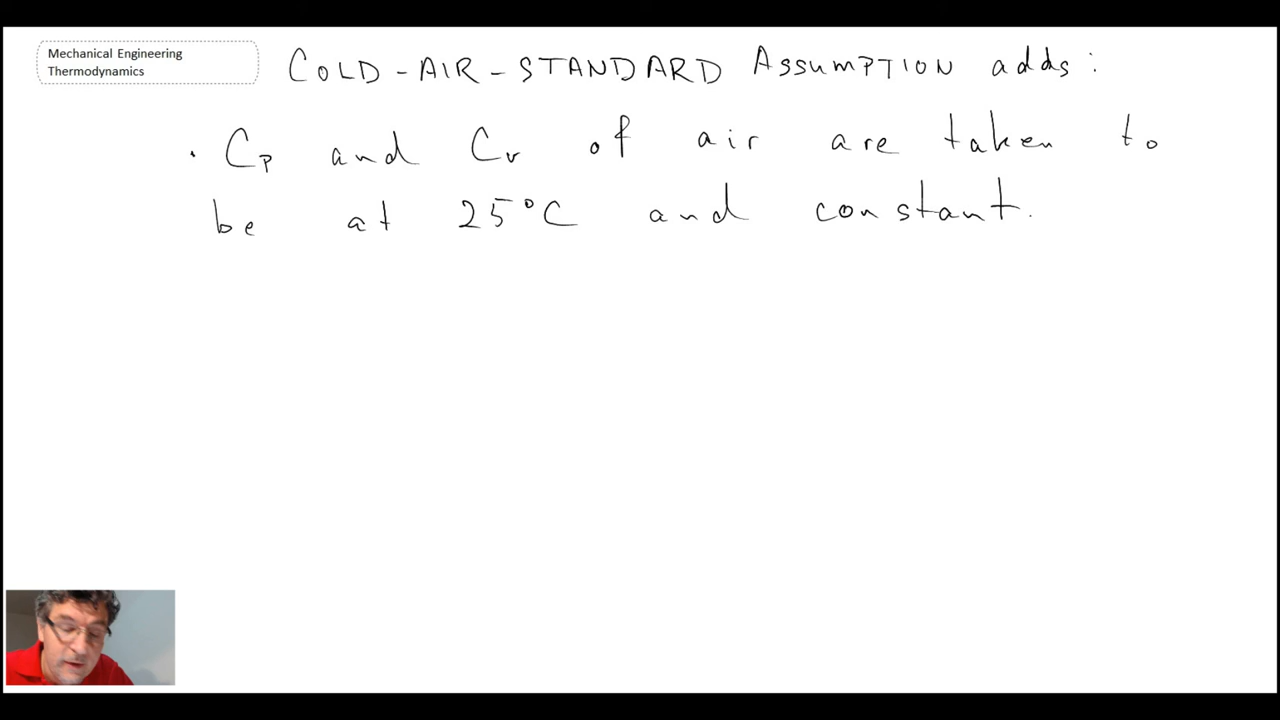 Mechanical Engineering
Thermodynamics
COLD-AIR-STANDARD ASSUMPTION adds:
· Cp and Cv of air are taken to
be at 25°C and constant.